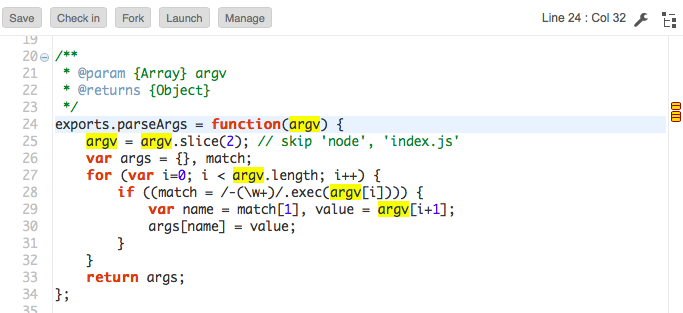 Save Check in Fork Launch Manage Line 24 : Col 32
19
20 /**
21  * @param {Array} argv
22  * @returns {Object}
23  */
24 exports.parseArgs = function(argv) {
25     argv = argv.slice(2); // skip 'node', 'index.js'
26     var args = {}, match;
27     for (var i=0; i < argv.length; i++) {
28         if ((match = /-(\w+)/.exec(argv[i]))) {
29             var name = match[1], value = argv[i+1];
30             args[name] = value;
31         }
32     }
33     return args;
34 };
35